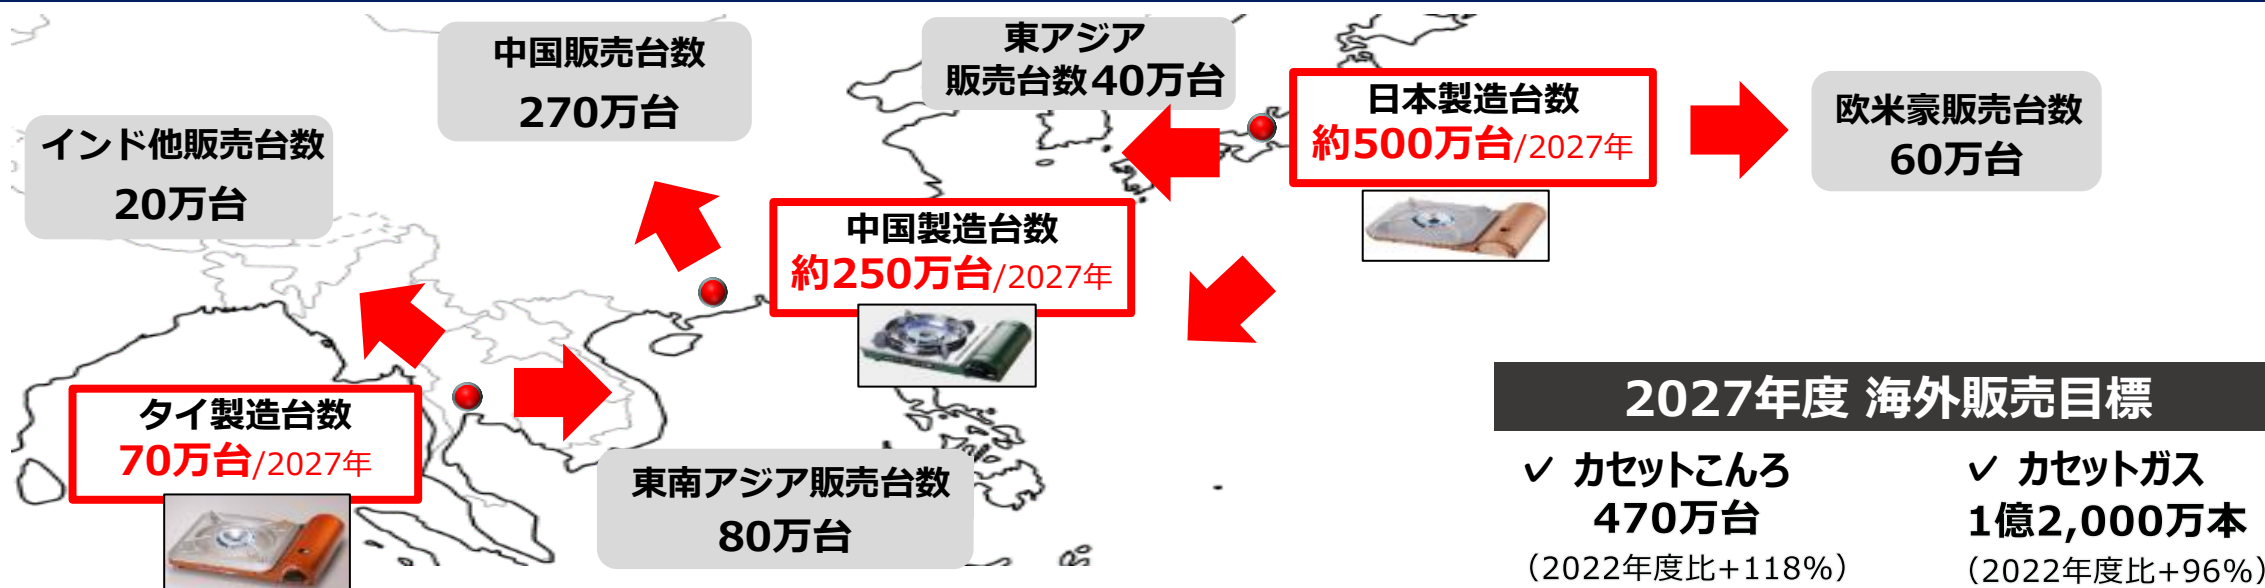 中国販売台数
270万台
東アジア
販売台数40万台
日本製造台数
約500万台/2027年
欧米豪販売台数
60万台
インド他販売台数
20万台
中国製造台数
約250万台/2027年
タイ製造台数
70万台/2027年
東南アジア販売台数
80万台
2027年度 海外販売目標
✓ カセットこんろ
470万台
（2022年度比+118%）
✓ カセットガス
1億2,000万本
（2022年度比+96%）